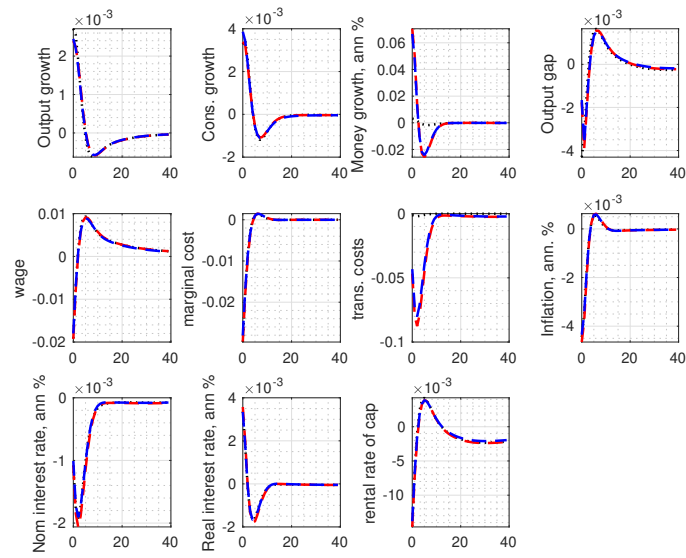 ×10⁻³
2
1
0
0 20 40
Output growth
×10⁻³
4
2
0
-2
0 20 40
Cons. growth
0.06
0.04
0.02
0
-0.02
0 20 40
Money growth, ann %
×10⁻³
0
-2
-4
0 20 40
Output gap
0.01
0
-0.01
-0.02
0 20 40
wage
0
-0.01
-0.02
0 20 40
marginal cost
0
-0.05
-0.1
0 20 40
trans. costs
×10⁻³
0
-2
-4
0 20 40
Inflation, ann. %
×10⁻³
0
-1
-2
0 20 40
Nom interest rate, ann %
×10⁻³
4
2
0
-2
0 20 40
Real interest rate, ann %
×10⁻³
0
-5
-10
0 20 40
rental rate of cap